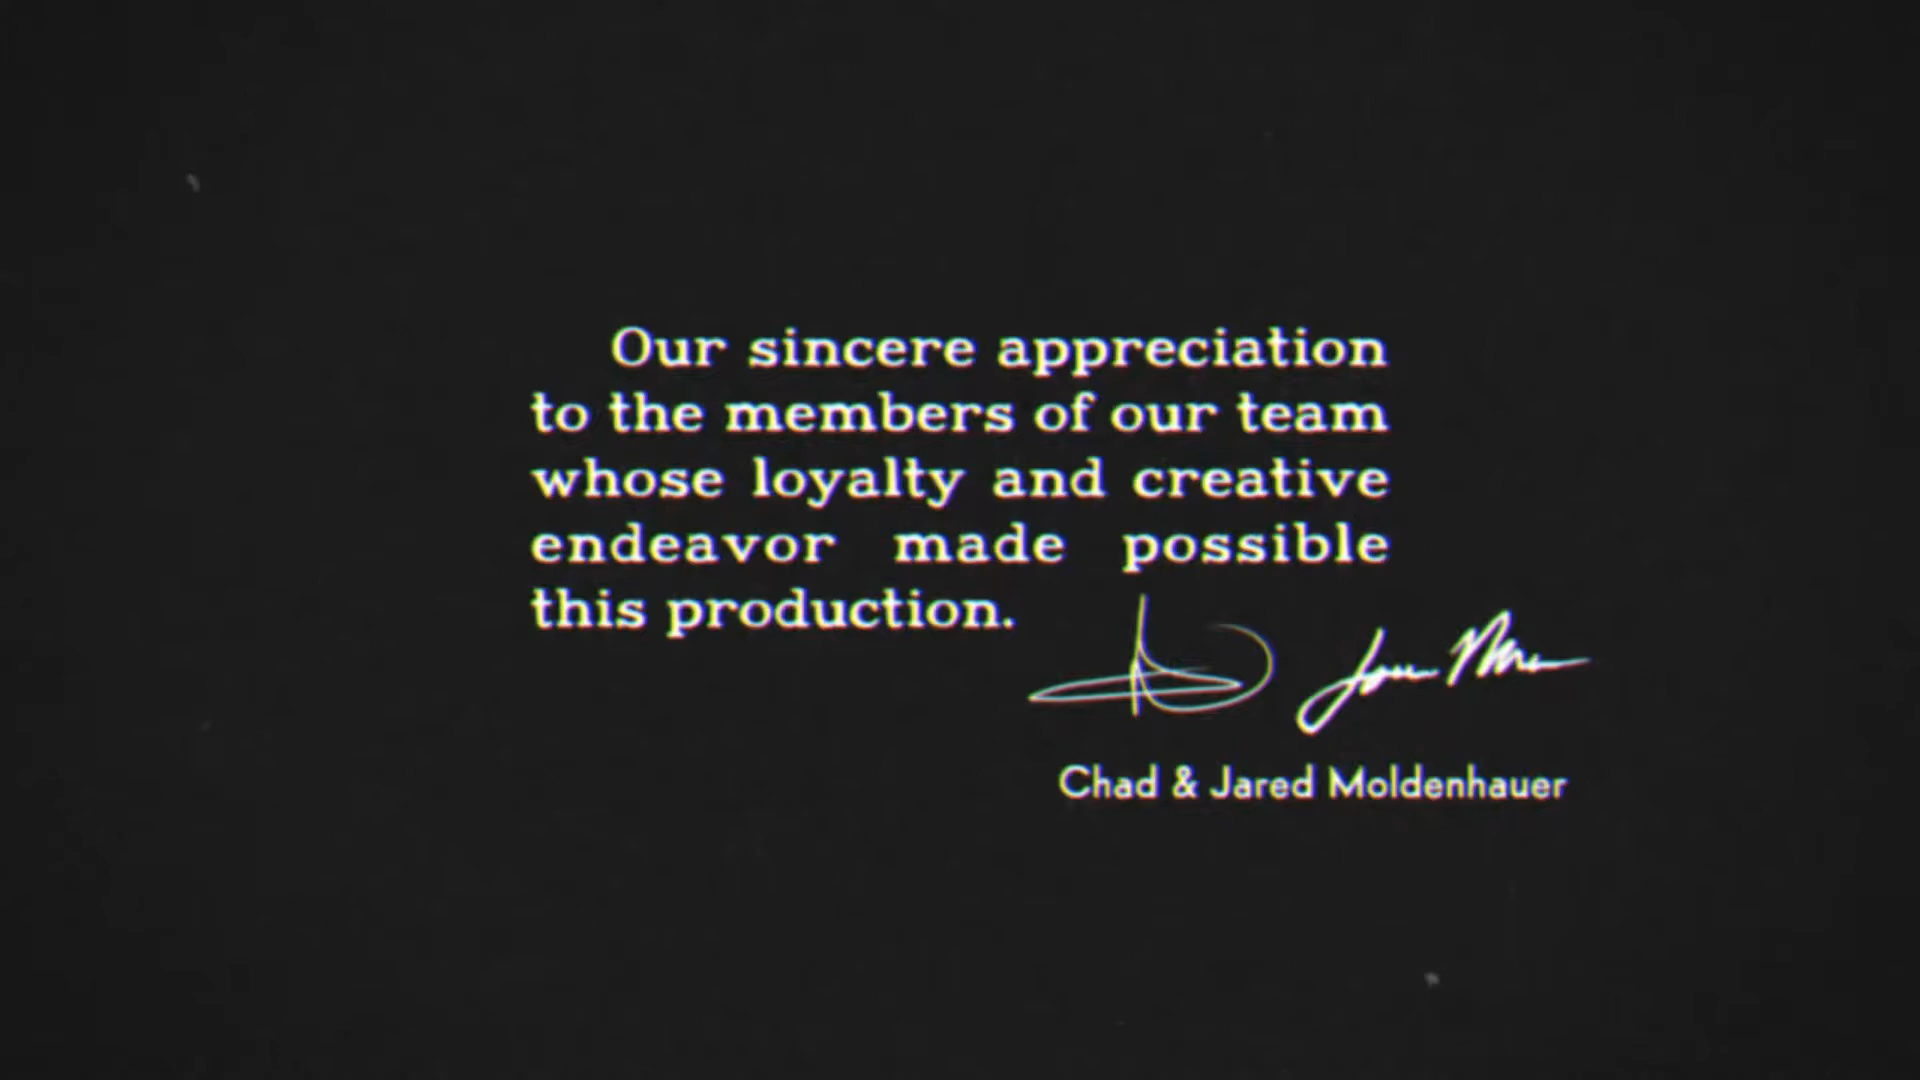 Our sincere appreciation
to the members of our team
whose loyalty and creative
endeavor made possible
this production.
Chad & Jared Moldenhauer